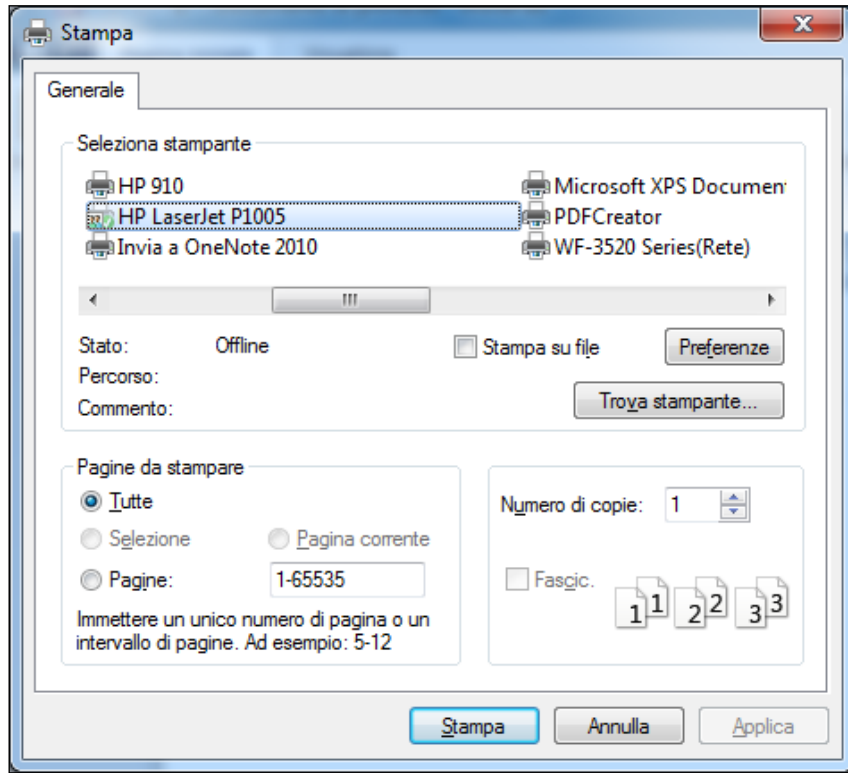 Stampa
Generale
Seleziona stampante
HP 910
Microsoft XPS Documen
HP LaserJet P1005
PDFCreator
Invia a OneNote 2010
WF-3520 Series(Rete)
Stato: Offline
Stampa su file
Preferenze
Percorso:
Commento:
Trova stampante...
Pagine da stampare
Tutte
Selezione
Pagina corrente
Pagine: 1-65535
Immettere un unico numero di pagina o un
intervallo di pagine. Ad esempio: 5-12
Numero di copie: 1
Fascic.
1 1 2 2 3 3
Stampa
Annulla
Applica